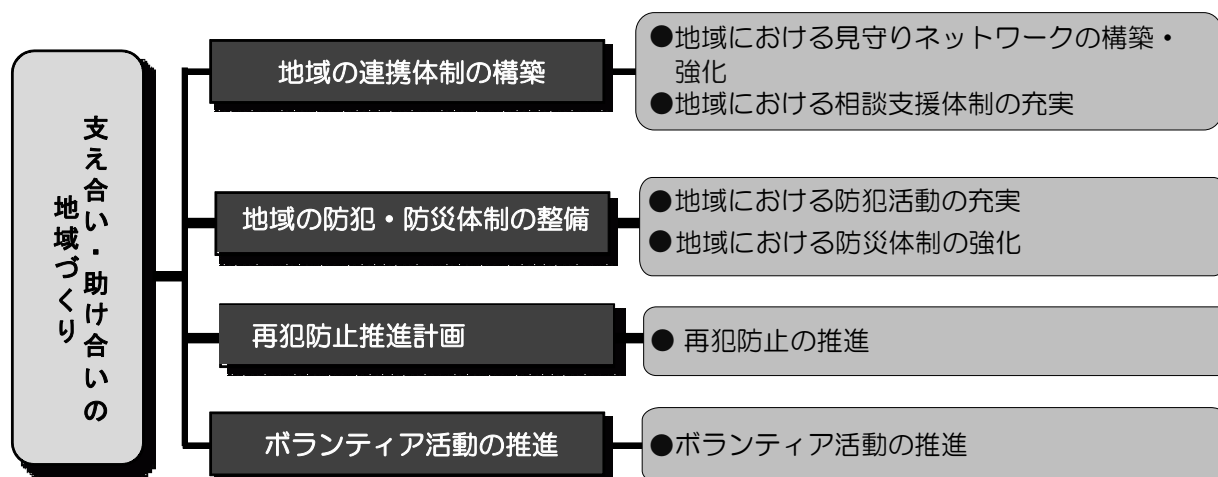 支え合い・助け合いの
地域づくり
地域の連携体制の構築
●地域における見守りネットワークの構築・
強化
●地域における相談支援体制の充実
地域の防犯・防災体制の整備
●地域における防犯活動の充実
●地域における防災体制の強化
再犯防止推進計画
● 再犯防止の推進
ボランティア活動の推進
●ボランティア活動の推進